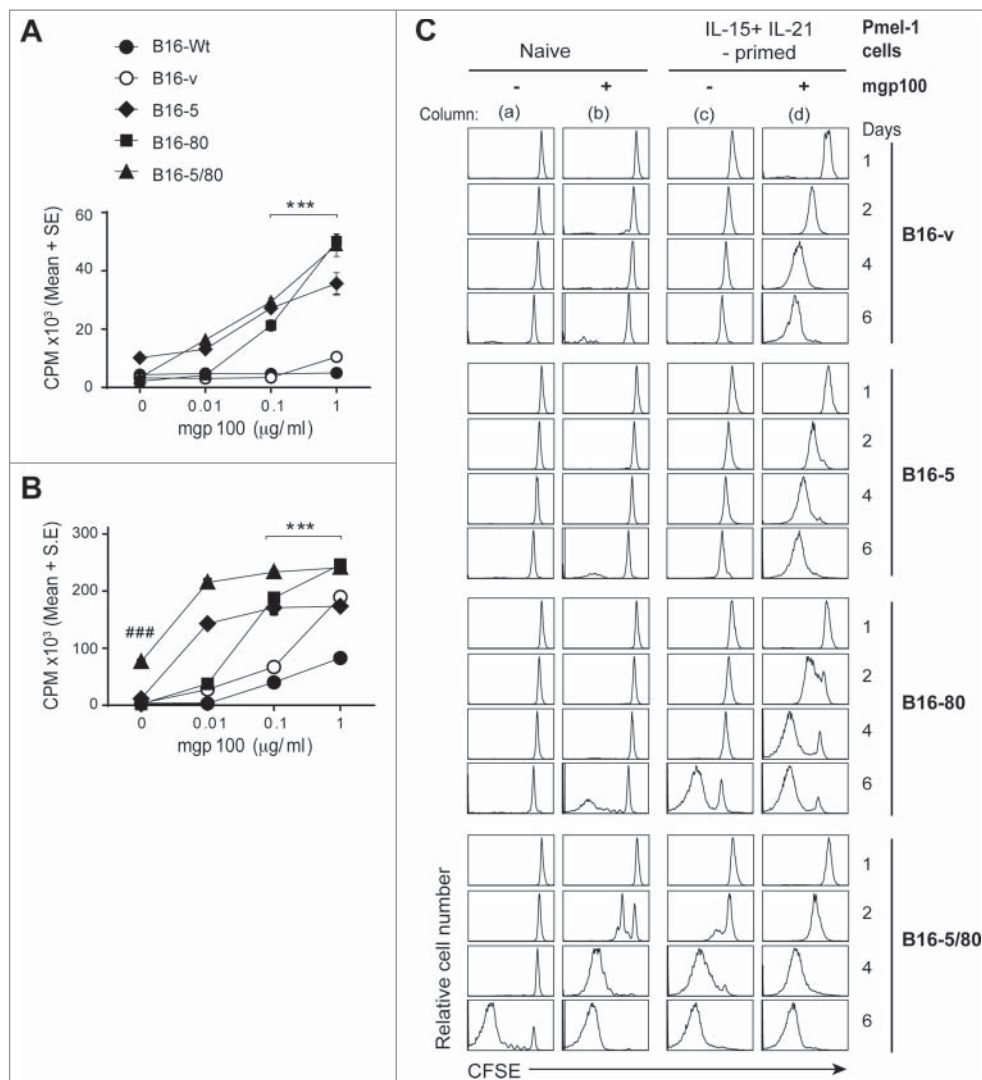 A
B16-Wt
B16-v
B16-5
B16-80
B16-5/80
***
60
40
20
0
CPM x10³ (Mean + SE)
0 0.01 0.1 1
mgp 100 (μg/ml)
B
***
###
300
200
100
0
CPM x10³ (Mean + S.E)
0 0.01 0.1 1
mgp 100 (μg/ml)
C
Naive
IL-15+ IL-21
- primed
Pmel-1
cells
- + - + mgp100
Column: (a) (b) (c) (d)
Days
1
2
4
6
B16-v
1
2
4
6
B16-5
1
2
4
6
B16-80
1
2
4
6
B16-5/80
Relative cell number
CFSE